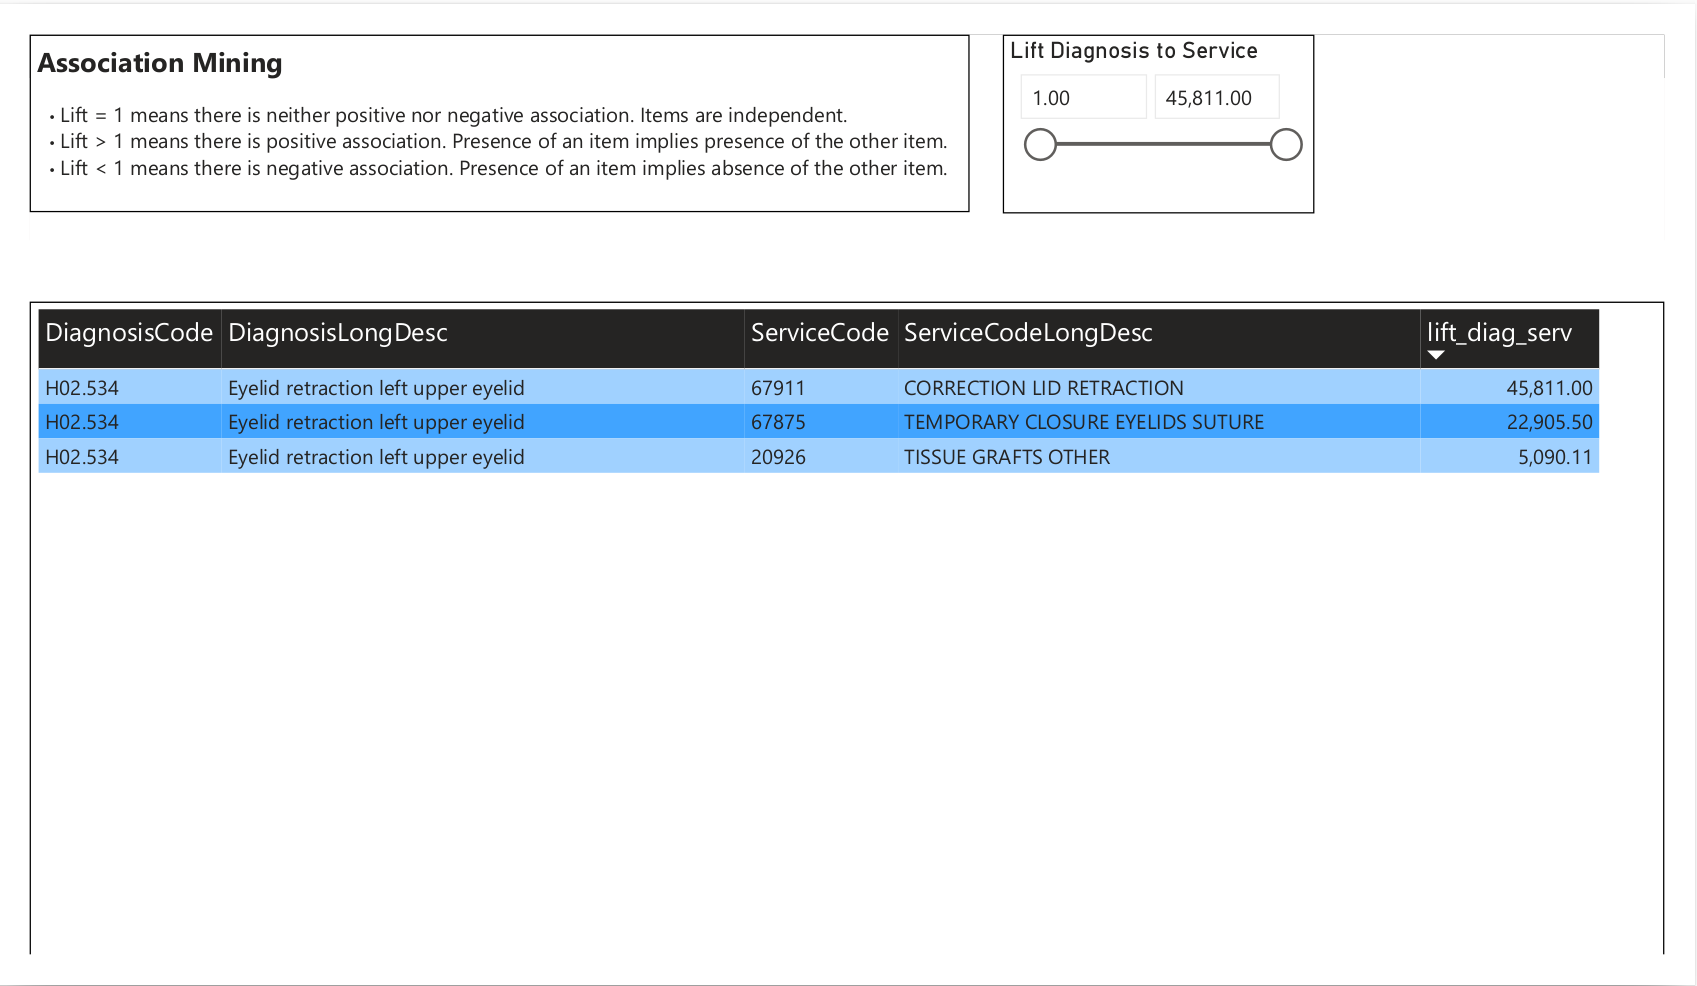 Association Mining
• Lift = 1 means there is neither positive nor negative association. Items are independent.
• Lift > 1 means there is positive association. Presence of an item implies presence of the other item.
• Lift < 1 means there is negative association. Presence of an item implies absence of the other item.
Lift Diagnosis to Service
1.00 45,811.00
DiagnosisCode DiagnosisLongDesc ServiceCode ServiceCodeLongDesc lift_diag_serv
H02.534 Eyelid retraction left upper eyelid 67911 CORRECTION LID RETRACTION 45,811.00
H02.534 Eyelid retraction left upper eyelid 67875 TEMPORARY CLOSURE EYELIDS SUTURE 22,905.50
H02.534 Eyelid retraction left upper eyelid 20926 TISSUE GRAFTS OTHER 5,090.11